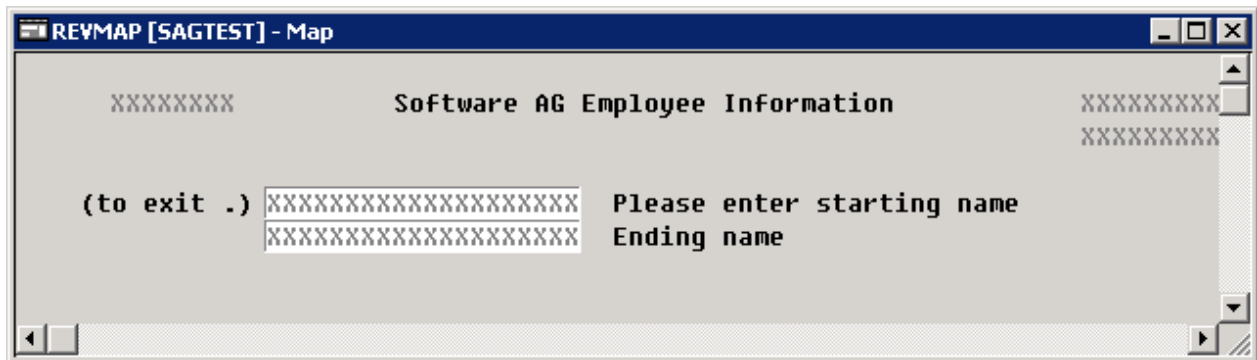 REVMAP [SAGTEST] - Map
XXXXXXXX Software AG Employee Information XXXXXXXXX
XXXXXXXXX
(to exit .) XXXXXXXXXXXXXXXXXXXX Please enter starting name
XXXXXXXXXXXXXXXXXXXX Ending name